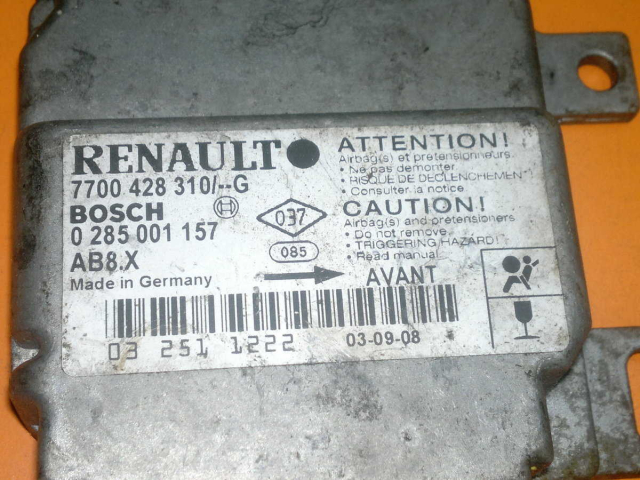 RENAULT
7700 428 310/--G
BOSCH
0 285 001 157
AB8.X
Made in Germany
037
085
ATTENTION!
Airbag(s) et pretensionneurs
• Ne pas demonter
• RISQUE DE DECLENCHEMENT!
• Consulter la notice
CAUTION!
Airbag(s) and pretensioners
• Do not remove
• TRIGGERING HAZARD!
• Read manual
AVANT
03 251 1222
03-09-08